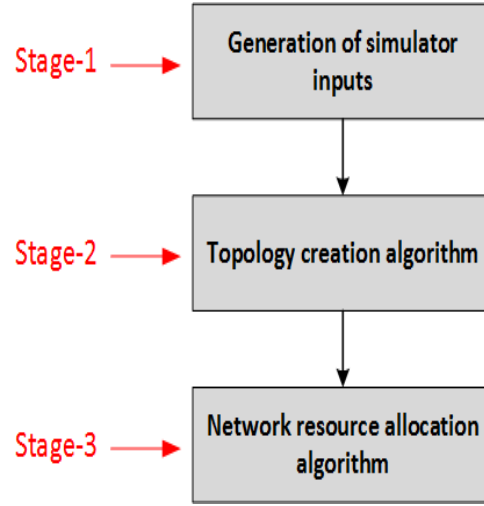 Stage-1
Generation of simulator
inputs
Stage-2
Topology creation algorithm
Stage-3
Network resource allocation
algorithm